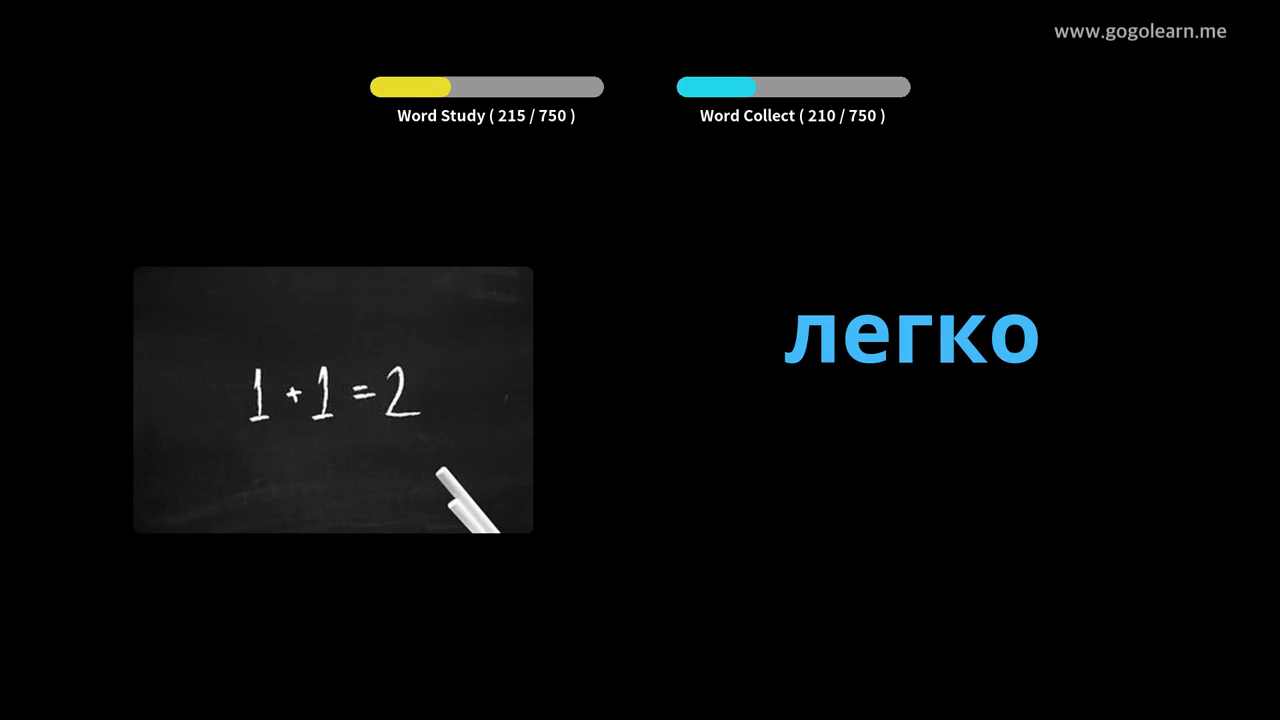 www.gogolearn.me
Word Study ( 215 / 750 )
Word Collect ( 210 / 750 )
1 + 1 = 2
легко